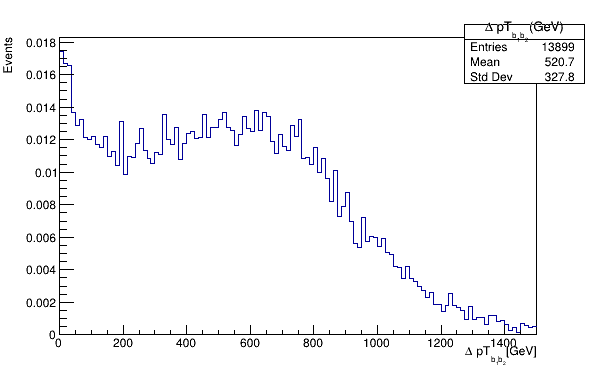 Δ pT_{b_1b_2}(GeV)
Entries 13899
Mean 520.7
Std Dev 327.8
Events
0.018
0.016
0.014
0.012
0.01
0.008
0.006
0.004
0.002
0
0 200 400 600 800 1000 1200 1400
Δ pT_{b_1b_2}[GeV]